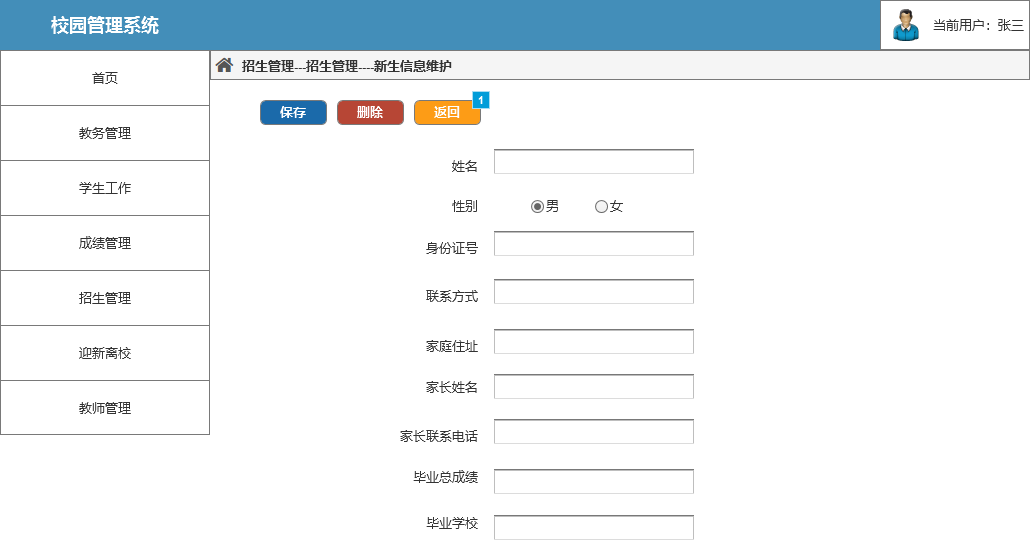 校园管理系统
当前用户：张三
首页
教务管理
学生工作
成绩管理
招生管理
迎新离校
教师管理
招生管理---招生管理----新生信息维护
保存
删除
返回
1
姓名
性别
男
女
身份证号
联系方式
家庭住址
家长姓名
家长联系电话
毕业总成绩
毕业学校